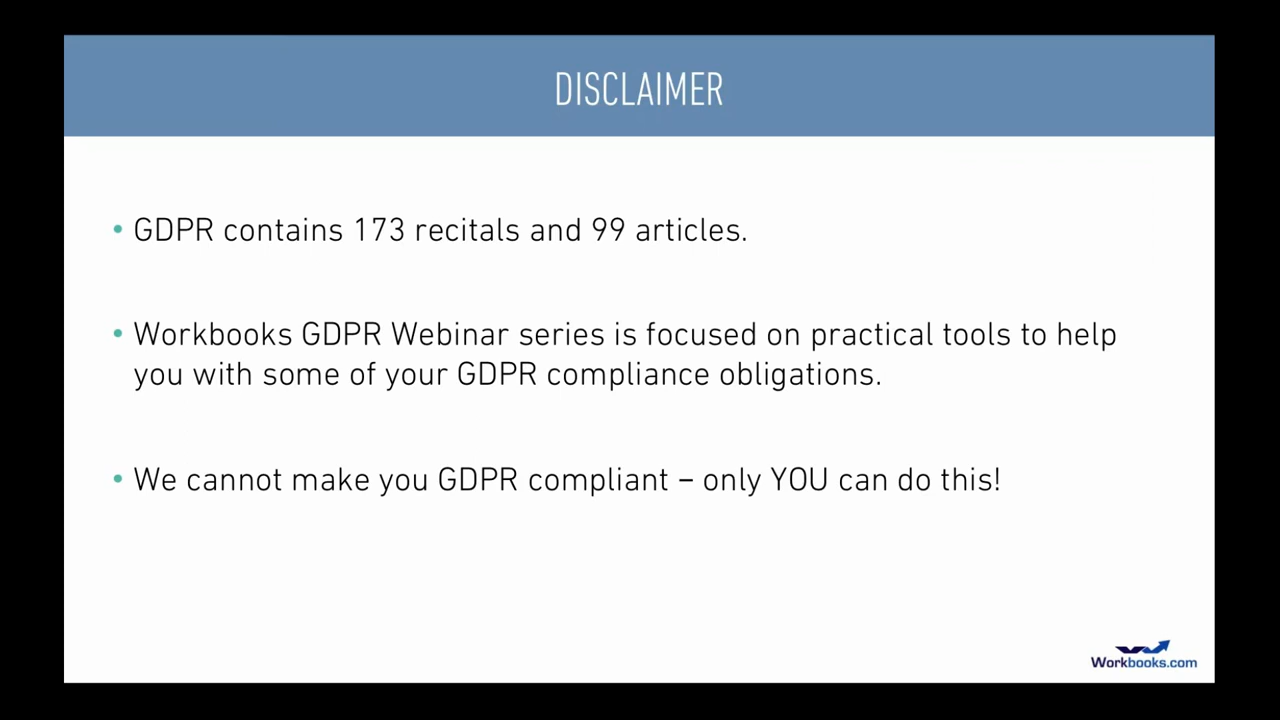 DISCLAIMER
• GDPR contains 173 recitals and 99 articles.
• Workbooks GDPR Webinar series is focused on practical tools to help
you with some of your GDPR compliance obligations.
• We cannot make you GDPR compliant – only YOU can do this!
Workbooks.com